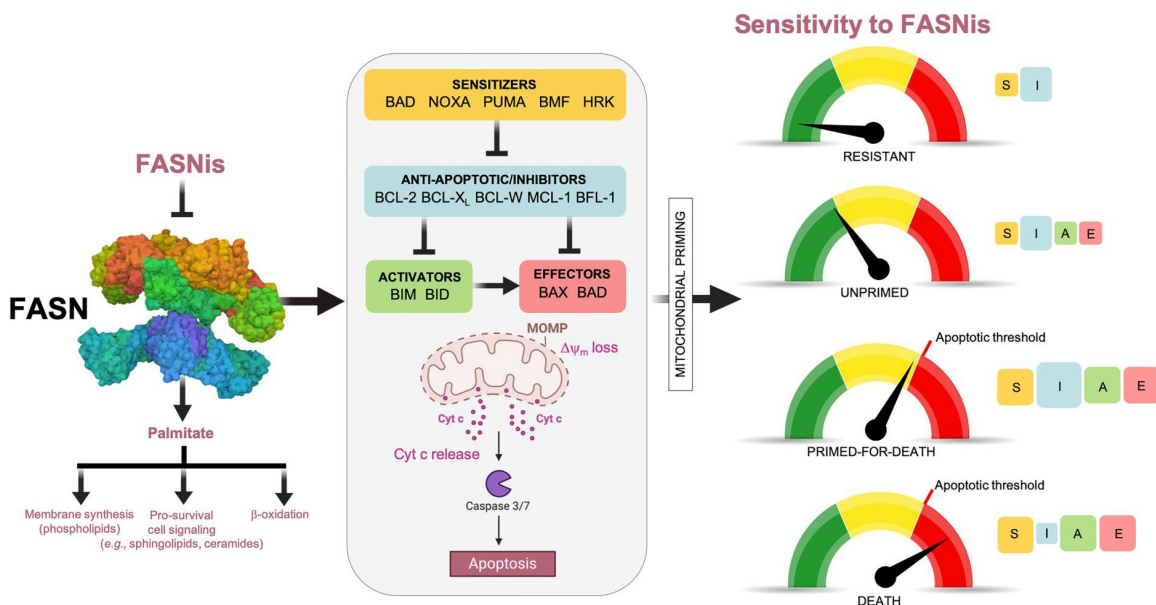 Sensitivity to FASNis
FASNis
FASN
Palmitate
Membrane synthesis
(phospholipids)
Pro-survival
cell signaling
(e.g., sphingolipids, ceramides)
β-oxidation
SENSITIZERS
BAD NOXA PUMA BMF HRK
ANTI-APOPTOTIC/INHIBITORS
BCL-2 BCL-XL BCL-W MCL-1 BFL-1
ACTIVATORS
BIM BID
EFFECTORS
BAX BAD
MOMP
Δψm loss
Cyt c
Cyt c
Cyt c release
Caspase 3/7
Apoptosis
MITOCHONDRIAL PRIMING
S I
RESISTANT
S I A E
UNPRIMED
Apoptotic threshold
S I A E
PRIMED-FOR-DEATH
Apoptotic threshold
S I A E
DEATH